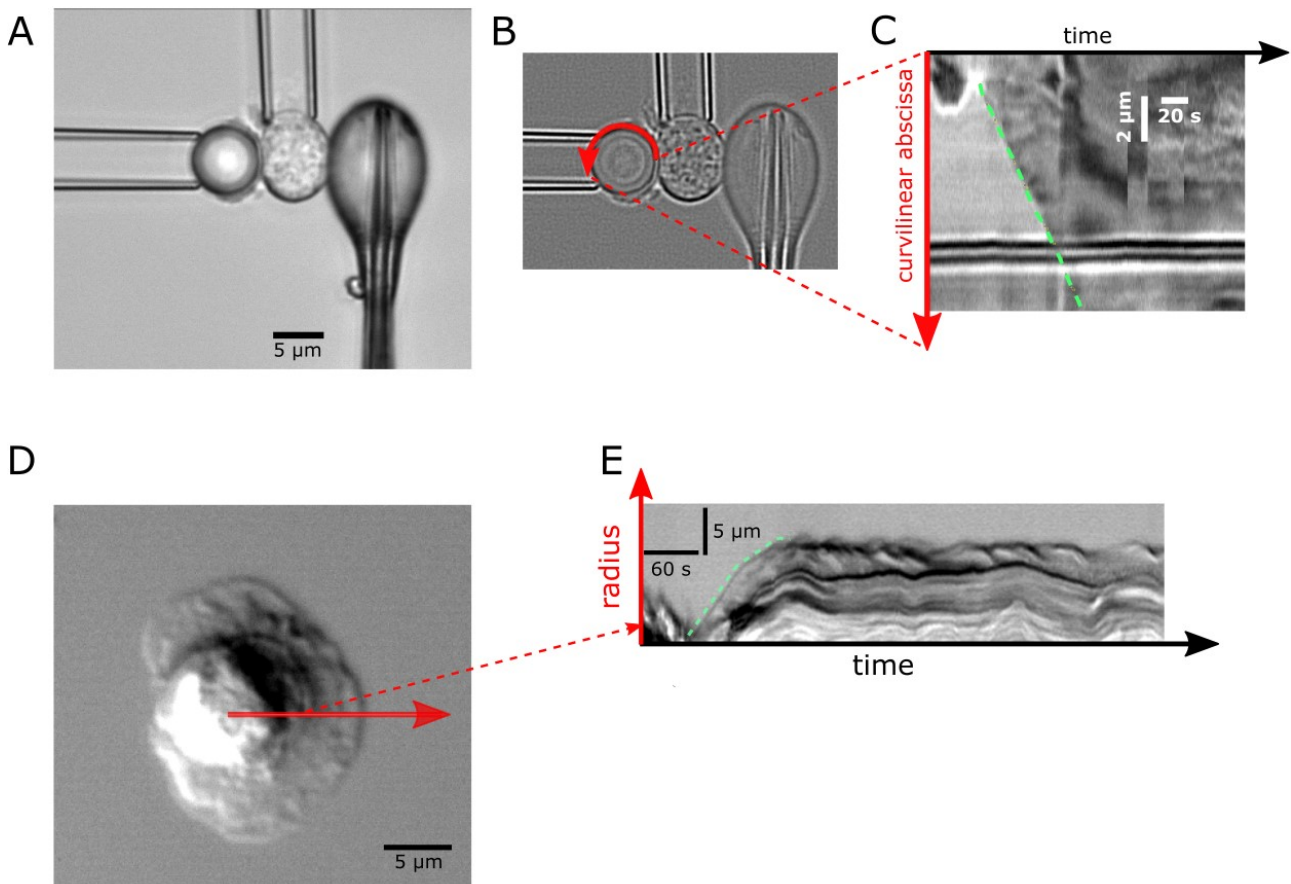 A
5 µm
B
C
time
curvilinear abscissa
2 µm
20 s
D
5 µm
E
radius
5 µm
60 s
time